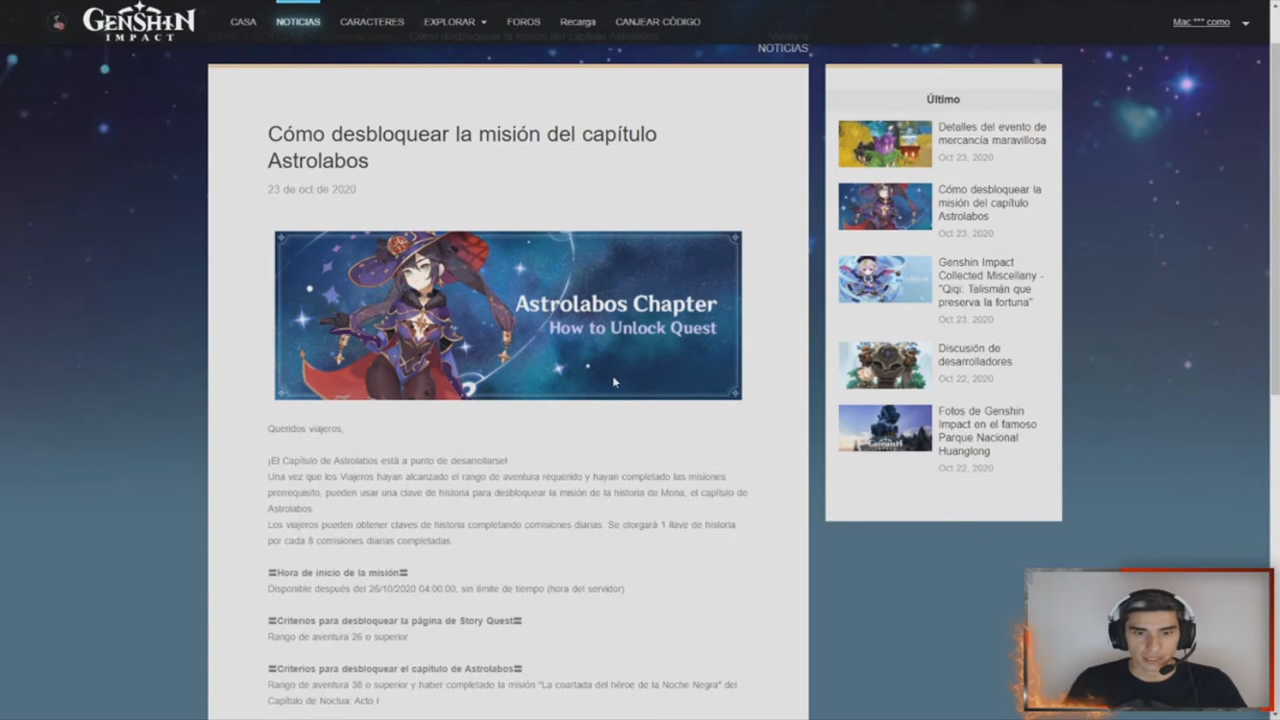 GENSHIN
IMPACT
CASA
NOTICIAS
CARACTERES
EXPLORAR
FOROS
Recarga
CANJEAR CÓDIGO
Mac *** como
NOTICIAS
Cómo desbloquear la misión del capítulo
Astrolabos
23 de oct de 2020
Astrolabos Chapter
How to Unlock Quest
Queridos viajeros,
¡El Capítulo de Astrolabos está a punto de desarrollarse!
Una vez que los Viajeros hayan alcanzado el rango de aventura requerido y hayan completado las misiones
prerrequisito, pueden usar una clave de historia para desbloquear la misión de la historia de Mona, el capítulo de
Astrolabos.
Los viajeros pueden obtener claves de historia completando comisiones diarias. Se otorgará 1 llave de historia
por cada 8 comisiones diarias completadas.
〓Hora de inicio de la misión〓
Disponible después del 26/10/2020 04:00:00, sin límite de tiempo (hora del servidor)
〓Criterios para desbloquear la página de Story Quest〓
Rango de aventura 26 o superior
〓Criterios para desbloquear el capítulo de Astrolabos〓
Rango de aventura 38 o superior y haber completado la misión "La coartada del héroe de la Noche Negra" del
Capítulo de Noctua: Acto I
Último
Detalles del evento de
mercancía maravillosa
Oct 23, 2020
Cómo desbloquear la
misión del capítulo
Astrolabos
Oct 23, 2020
Genshin Impact
Collected Miscellany -
"Qiqi: Talismán que
preserva la fortuna"
Oct 23, 2020
Discusión de
desarrolladores
Oct 22, 2020
Fotos de Genshin
Impact en el famoso
Parque Nacional
Huanglong
Oct 22, 2020